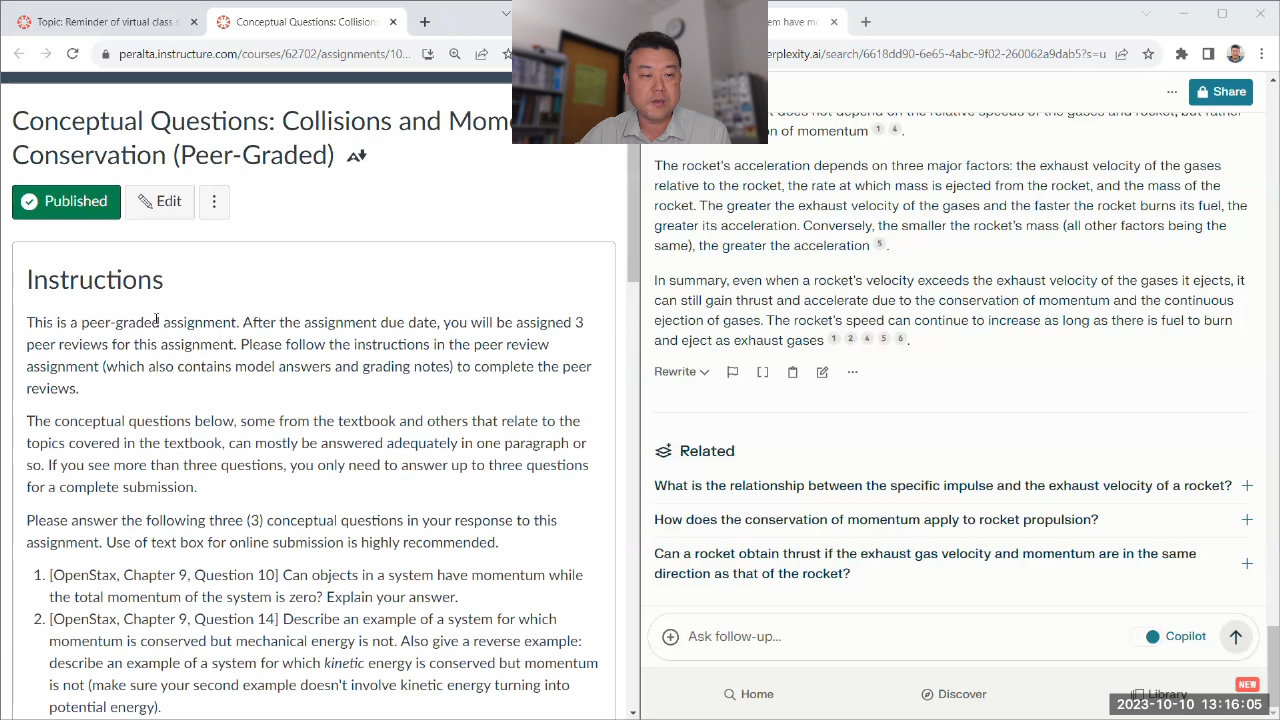 Topic: Reminder of virtual class s
Conceptual Questions: Collisions
em have mo
peralta.instructure.com/courses/62702/assignments/10...
erplexity.ai/search/6618dd90-6e65-4abc-9f02-260062a9dab5?s=u
Conceptual Questions: Collisions and Mom
Conservation (Peer-Graded)
Published
Edit
Instructions
This is a peer-graded assignment. After the assignment due date, you will be assigned 3
peer reviews for this assignment. Please follow the instructions in the peer review
assignment (which also contains model answers and grading notes) to complete the peer
reviews.
The conceptual questions below, some from the textbook and others that relate to the
topics covered in the textbook, can mostly be answered adequately in one paragraph or
so. If you see more than three questions, you only need to answer up to three questions
for a complete submission.
Please answer the following three (3) conceptual questions in your response to this
assignment. Use of text box for online submission is highly recommended.
1. [OpenStax, Chapter 9, Question 10] Can objects in a system have momentum while
the total momentum of the system is zero? Explain your answer.
2. [OpenStax, Chapter 9, Question 14] Describe an example of a system for which
momentum is conserved but mechanical energy is not. Also give a reverse example:
describe an example of a system for which kinetic energy is conserved but momentum
is not (make sure your second example doesn't involve kinetic energy turning into
potential energy).
Share
on of momentum 1 4 .
The rocket's acceleration depends on three major factors: the exhaust velocity of the gases
relative to the rocket, the rate at which mass is ejected from the rocket, and the mass of the
rocket. The greater the exhaust velocity of the gases and the faster the rocket burns its fuel, the
greater its acceleration. Conversely, the smaller the rocket's mass (all other factors being the
same), the greater the acceleration 5 .
In summary, even when a rocket's velocity exceeds the exhaust velocity of the gases it ejects, it
can still gain thrust and accelerate due to the conservation of momentum and the continuous
ejection of gases. The rocket's speed can continue to increase as long as there is fuel to burn
and eject as exhaust gases 1 2 4 5 6 .
Rewrite
Related
What is the relationship between the specific impulse and the exhaust velocity of a rocket?
How does the conservation of momentum apply to rocket propulsion?
Can a rocket obtain thrust if the exhaust gas velocity and momentum are in the same
direction as that of the rocket?
Ask follow-up...
Copilot
Home
Discover
NEW
Library
2023-10-10 13:16:05